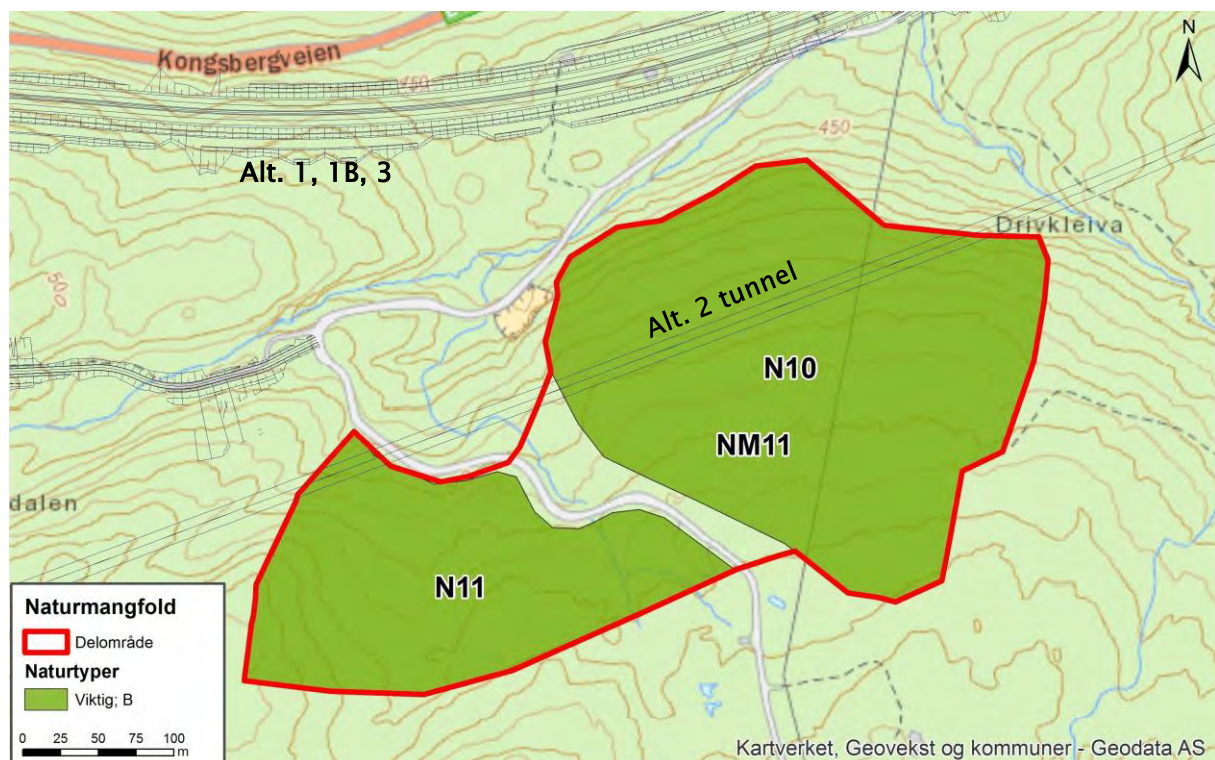 N
Kongsbergveien
450
450
Alt. 1, 1B, 3
500
Drivkleiva
Alt. 2 tunnel
N10
NM11
dalen
N11
Naturmangfold
Delområde
Naturtyper
Viktig; B
0 25 50 75 100
m
Kartverket, Geovekst og kommuner - Geodata AS